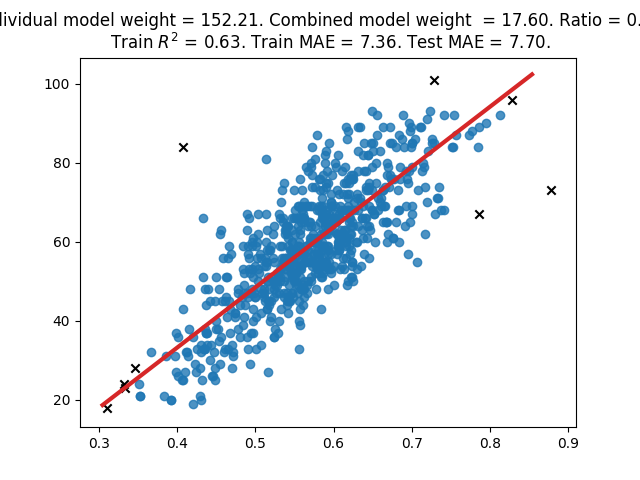 dividual model weight = 152.21. Combined model weight = 17.60. Ratio = 0.
Train R² = 0.63. Train MAE = 7.36. Test MAE = 7.70.
100
80
60
40
20
0.3 0.4 0.5 0.6 0.7 0.8 0.9